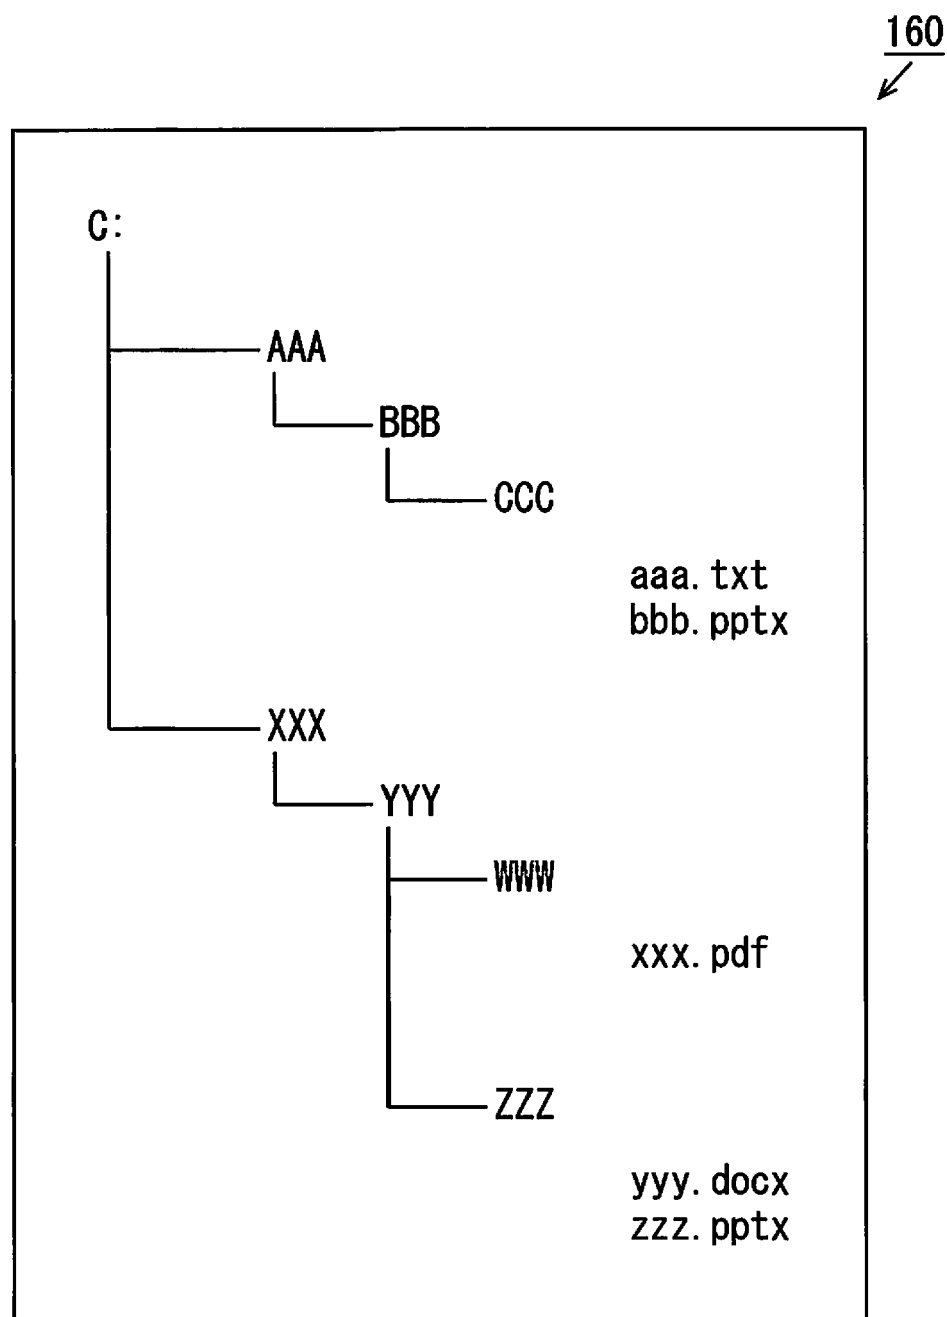 160
C:
AAA
BBB
CCC
aaa.txt
bbb.pptx
XXX
YYY
WWW
xxx.pdf
ZZZ
yyy.docx
zzz.pptx